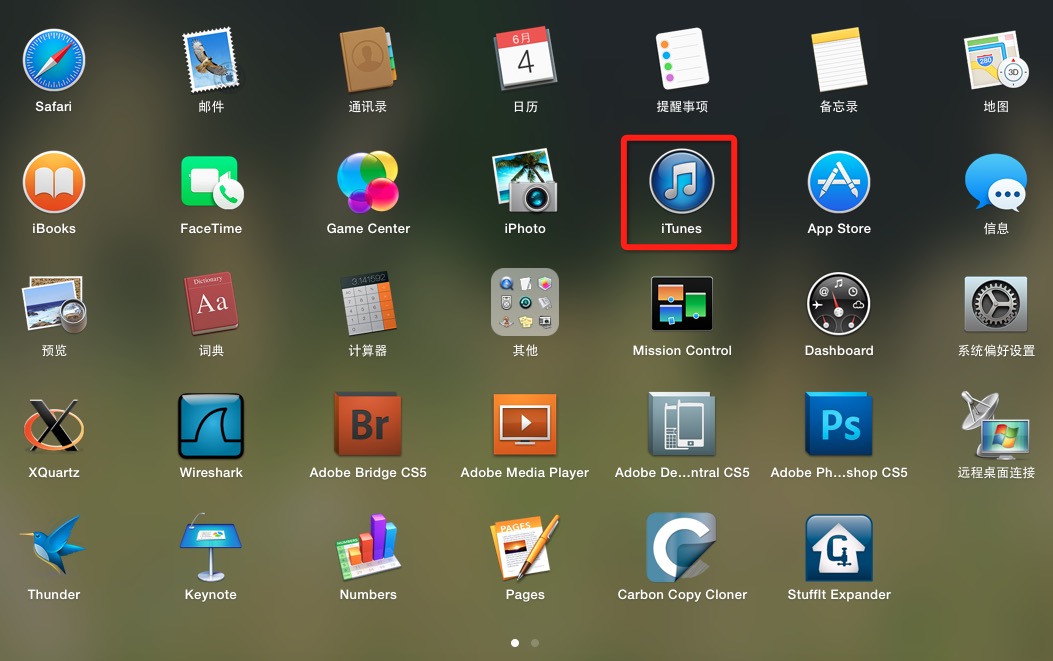 6月
4
280
3D
Safari
邮件
通讯录
日历
提醒事项
备忘录
地图
iBooks
FaceTime
Game Center
iPhoto
iTunes
App Store
信息
Dictionary
Aa
3.141592
预览
词典
计算器
其他
Mission Control
Dashboard
系统偏好设置
Br
Ps
XQuartz
Wireshark
Adobe Bridge CS5
Adobe Media Player
Adobe De...ntral CS5
Adobe Ph...shop CS5
远程桌面连接
PAGES
Thunder
Keynote
Numbers
Pages
Carbon Copy Cloner
StuffIt Expander